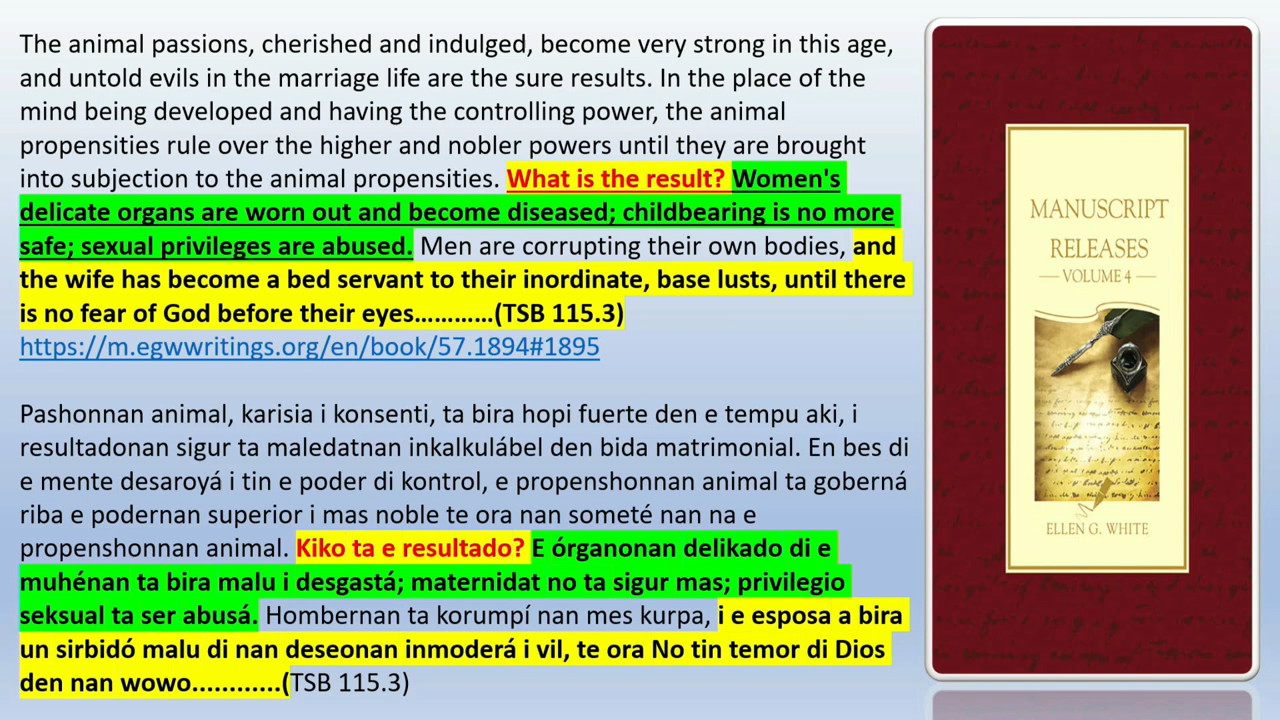 The animal passions, cherished and indulged, become very strong in this age,
and untold evils in the marriage life are the sure results. In the place of the
mind being developed and having the controlling power, the animal
propensities rule over the higher and nobler powers until they are brought
into subjection to the animal propensities. What is the result? Women's
delicate organs are worn out and become diseased; childbearing is no more
safe; sexual privileges are abused. Men are corrupting their own bodies, and
the wife has become a bed servant to their inordinate, base lusts, until there
is no fear of God before their eyes…………(TSB 115.3)
https://m.egwwritings.org/en/book/57.1894#1895
Pashonnan animal, karisia i konsenti, ta bira hopi fuerte den e tempu aki, i
resultadonan sigur ta maledatnan inkalkulábel den bida matrimonial. En bes di
e mente desaroyá i tin e poder di kontrol, e propenshonnan animal ta goberná
riba e podernan superior i mas noble te ora nan someté nan na e
propenshonnan animal. Kiko ta e resultado? E órganonan delikado di e
muhénan ta bira malu i desgastá; maternidat no ta sigur mas; privilegio
seksual ta ser abusá. Hombernan ta korumpí nan mes kurpa, i e esposa a bira
un sirbidó malu di nan deseonan inmoderá i vil, te ora No tin temor di Dios
den nan wowo............(TSB 115.3)
MANUSCRIPT
RELEASES
VOLUME 4
ELLEN G. WHITE